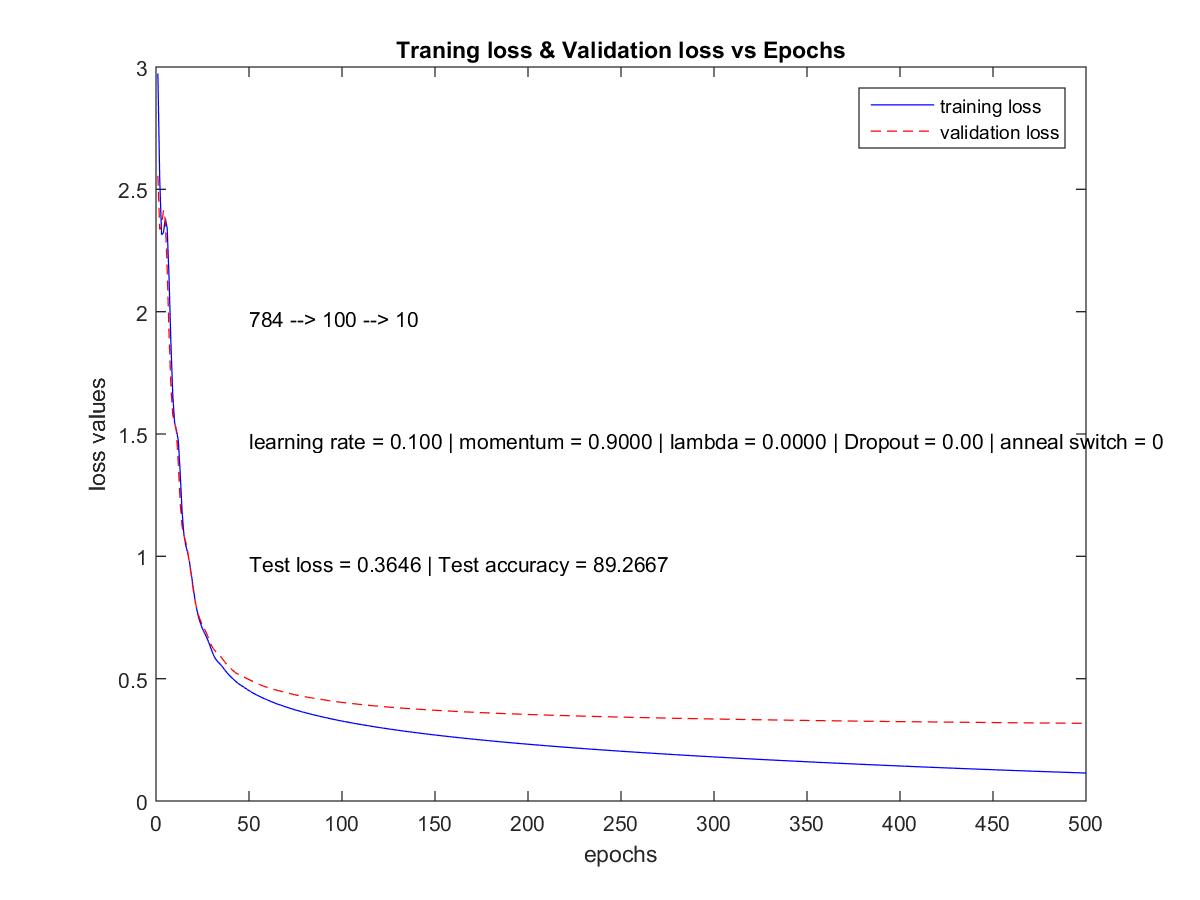 Traning loss & Validation loss vs Epochs
3
training loss
validation loss
2.5
2
784 --> 100 --> 10
1.5
learning rate = 0.100 | momentum = 0.9000 | lambda = 0.0000 | Dropout = 0.00 | anneal switch = 0
loss values
1
Test loss = 0.3646 | Test accuracy = 89.2667
0.5
0
0 50 100 150 200 250 300 350 400 450 500
epochs